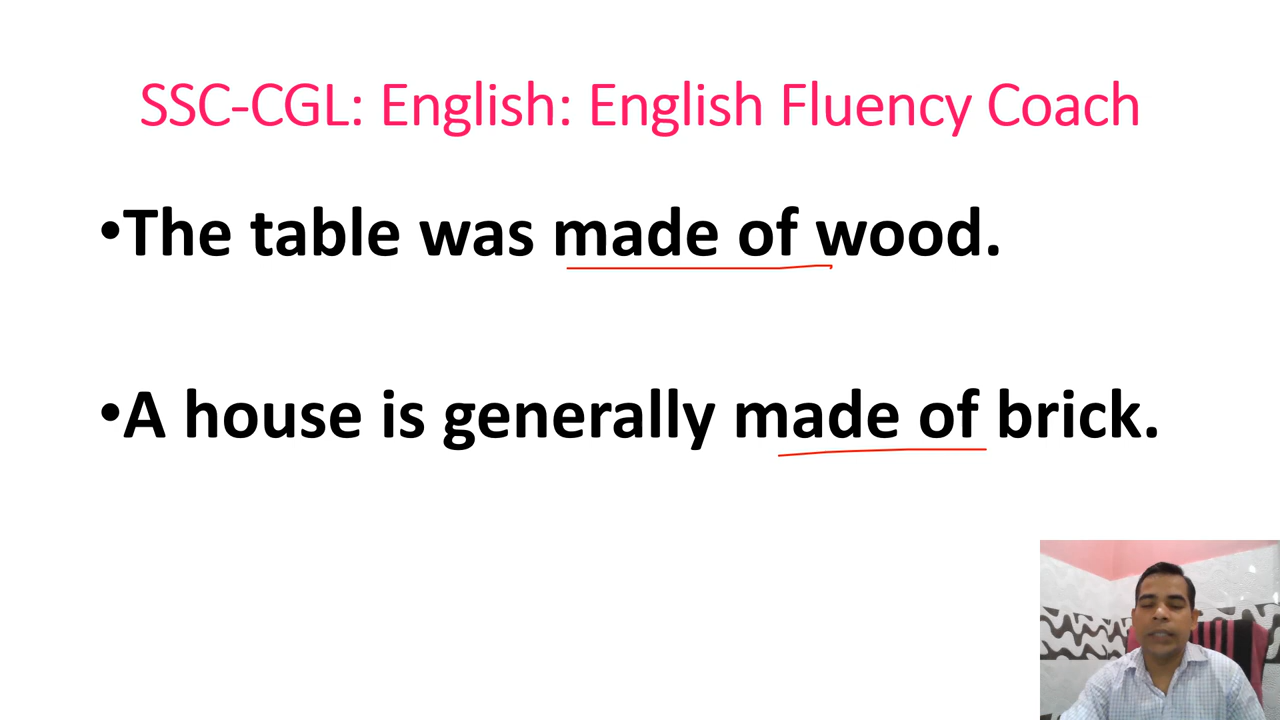 SSC-CGL: English: English Fluency Coach
•The table was made of wood.
•A house is generally made of brick.